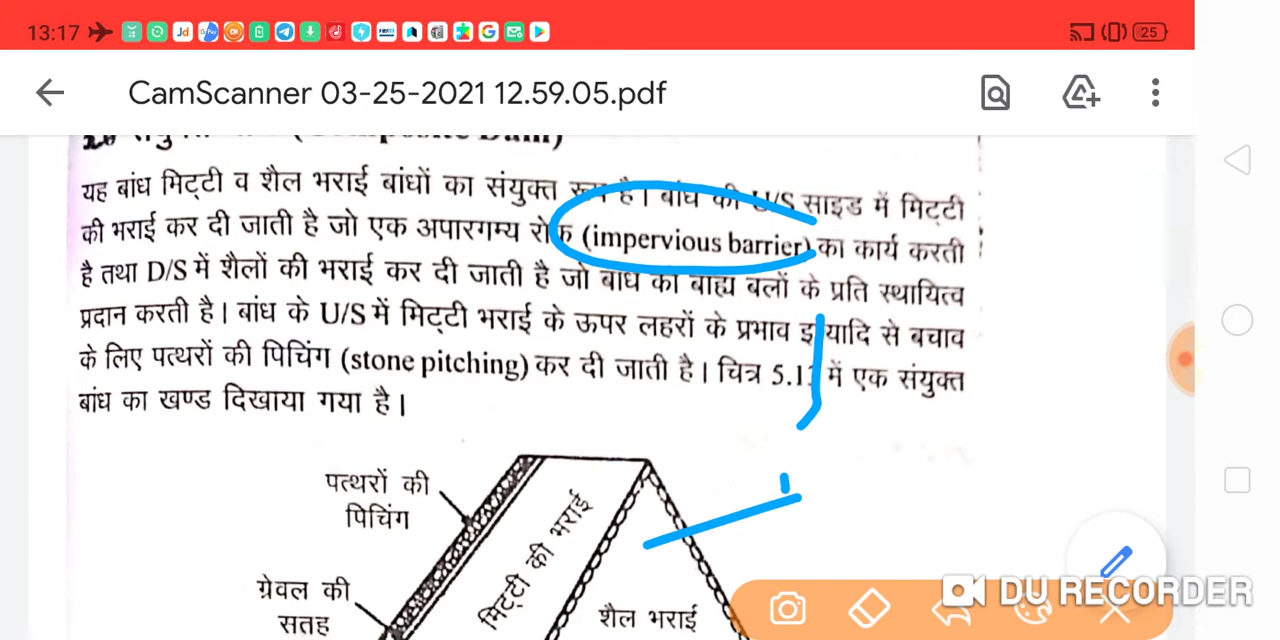 13:17
25
CamScanner 03-25-2021 12.59.05.pdf
यह बांध मिट्टी व शैल भराई बांधों का संयुक्त रूप है। बांध की U/S साइड में मिट्टी
की भराई कर दी जाती है जो एक अपारगम्य रोक (impervious barrier) का कार्य करती
है तथा D/S में शैलों की भराई कर दी जाती है जो बांध को बाह्य बलों के प्रति स्थायित्व
प्रदान करती है। बांध के U/S में मिट्टी भराई के ऊपर लहरों के प्रभाव इत्यादि से बचाव
के लिए पत्थरों की पिचिंग (stone pitching) कर दी जाती है। चित्र 5.13 में एक संयुक्त
बांध का खण्ड दिखाया गया है।
पत्थरों की
पिचिंग
मिट्टी की भराई
ग्रेवल की
सतह
शैल भराई
DU RECORDER